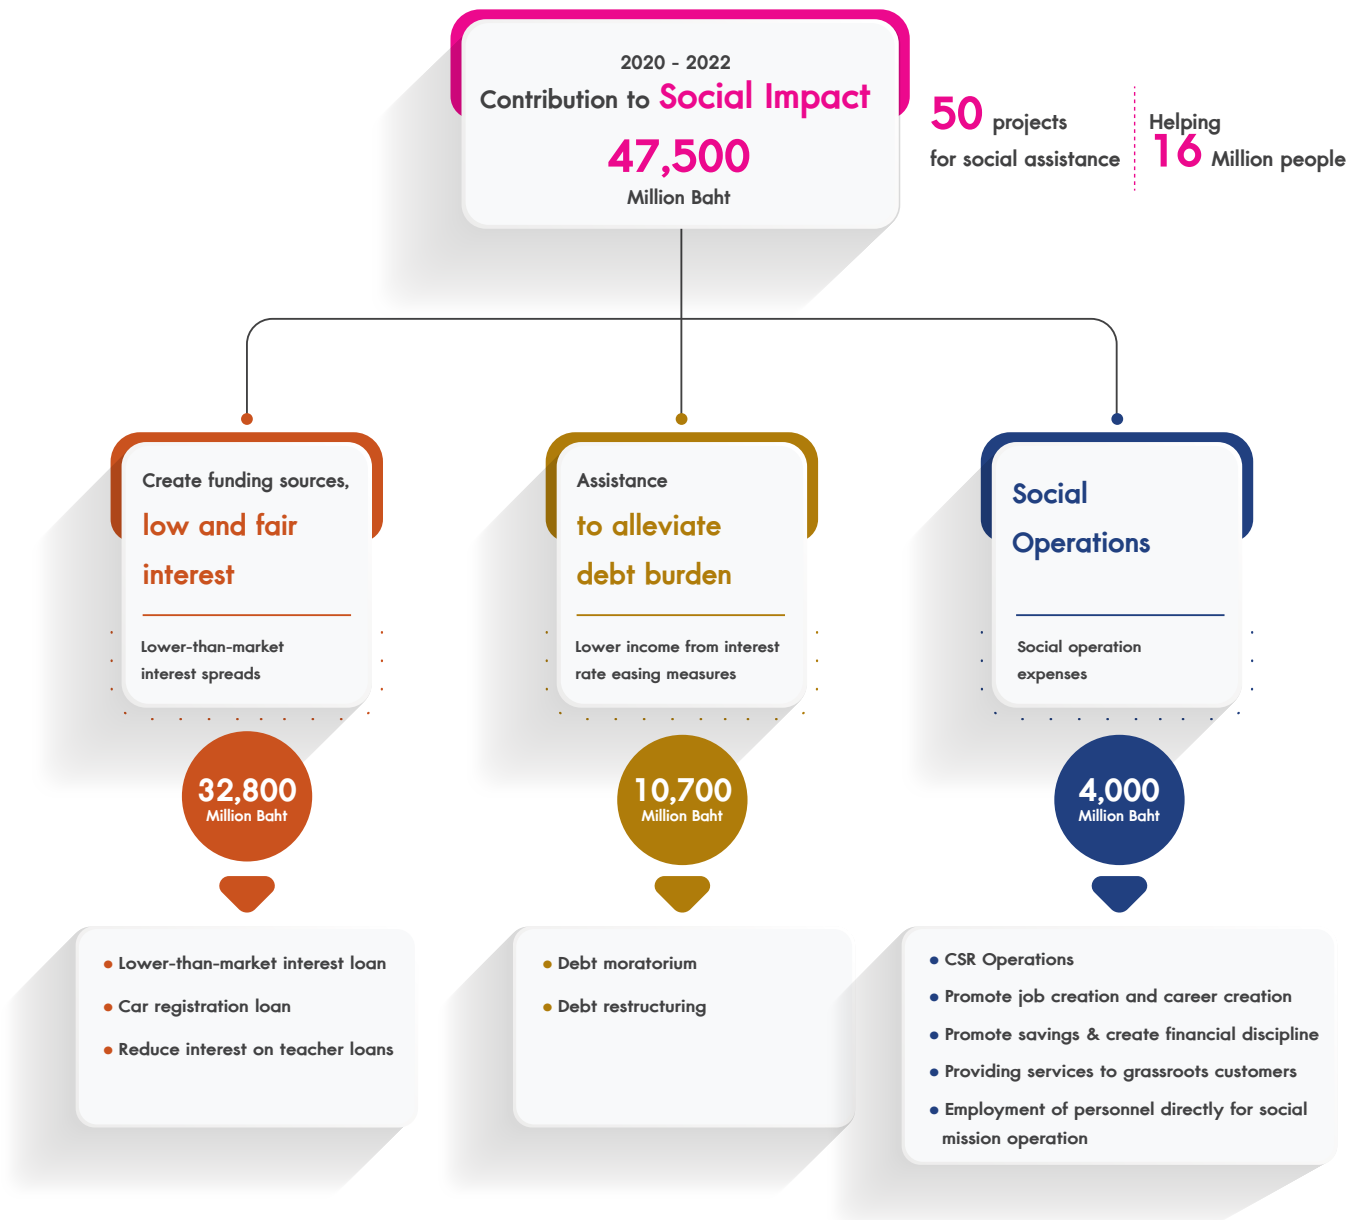 2020 - 2022
Contribution to Social Impact
47,500
Million Baht
50 projects
for social assistance
Helping
16 Million people
Create funding sources,
low and fair
interest
Lower-than-market
interest spreads
32,800
Million Baht
• Lower-than-market interest loan
• Car registration loan
• Reduce interest on teacher loans
Assistance
to alleviate
debt burden
Lower income from interest
rate easing measures
10,700
Million Baht
• Debt moratorium
• Debt restructuring
Social
Operations
Social operation
expenses
4,000
Million Baht
• CSR Operations
• Promote job creation and career creation
• Promote savings & create financial discipline
• Providing services to grassroots customers
• Employment of personnel directly for social
mission operation